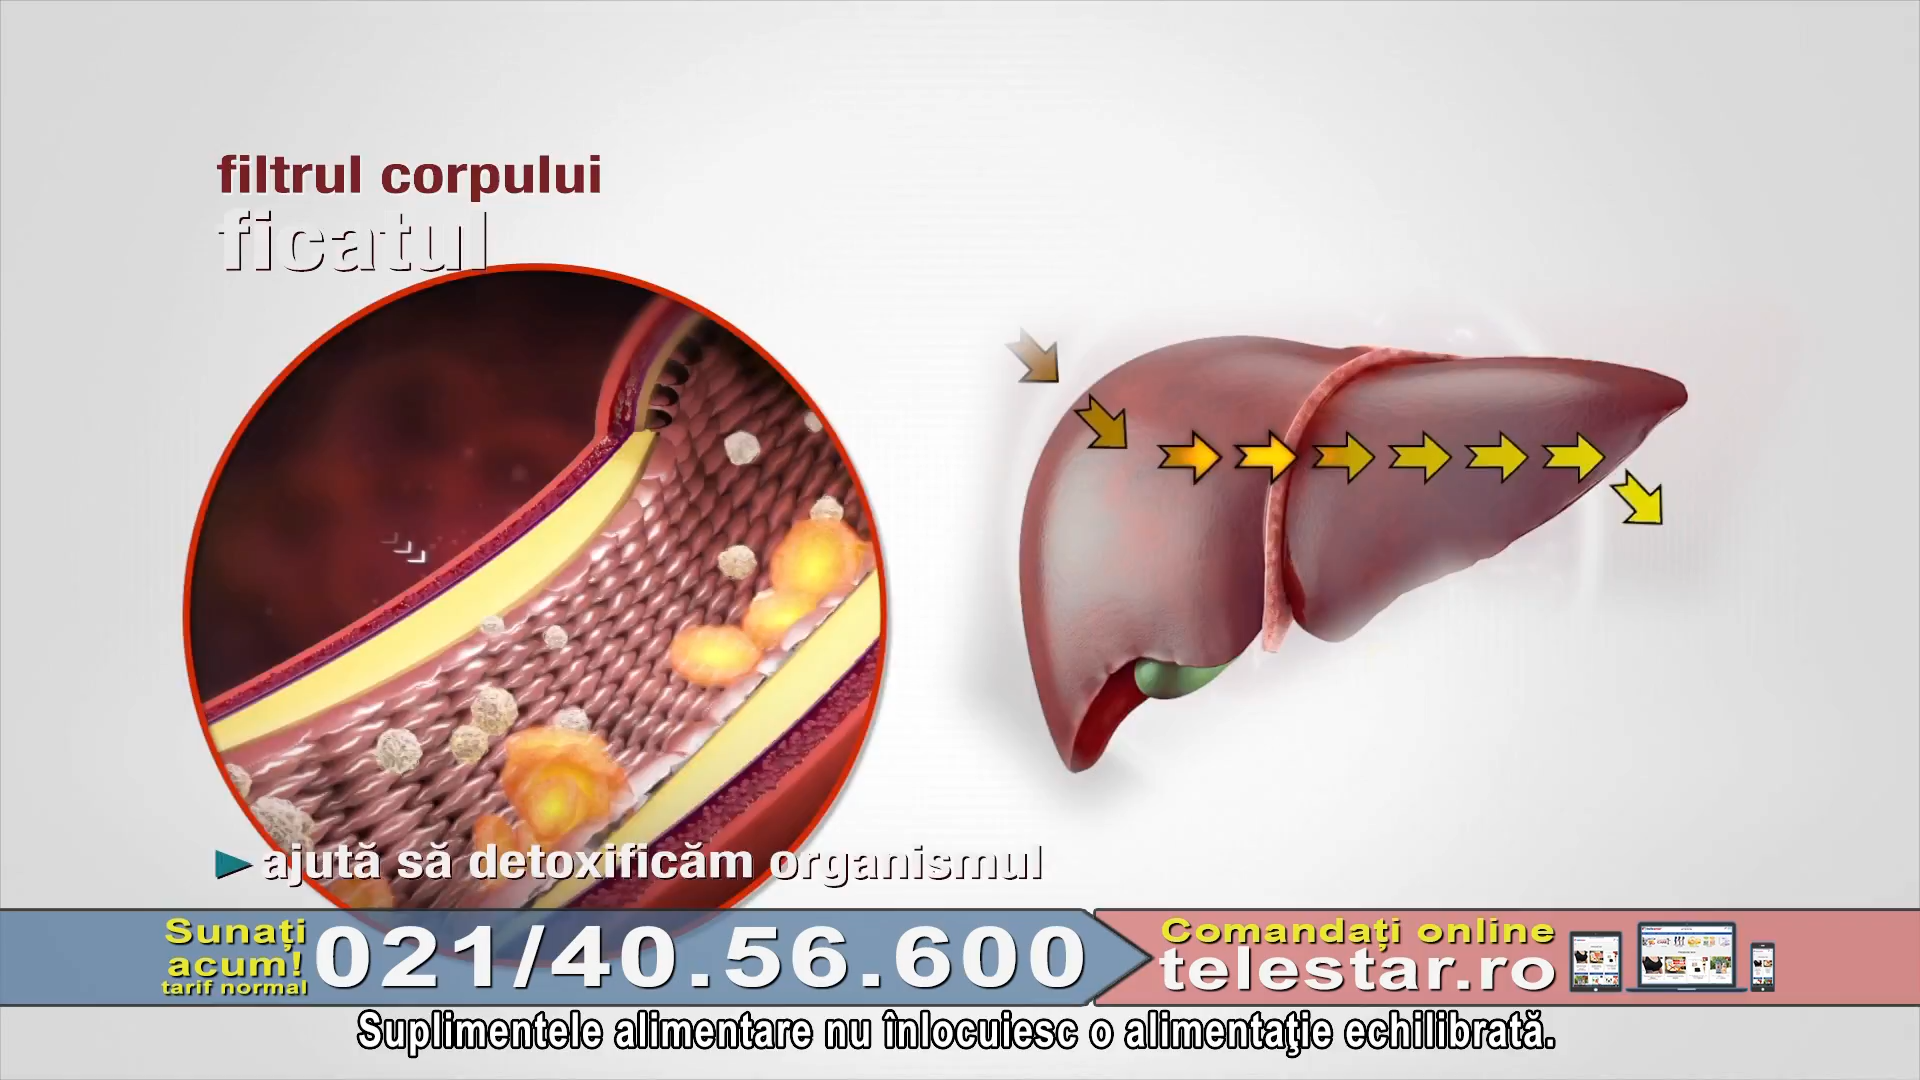 filtrul corpului
ficatul
ajută să detoxificăm organismul
Sunați
acum!
tarif normal
021/40.56.600
Comandați online
telestar.ro
Suplimentele alimentare nu înlocuiesc o alimentaţie echilibrată.